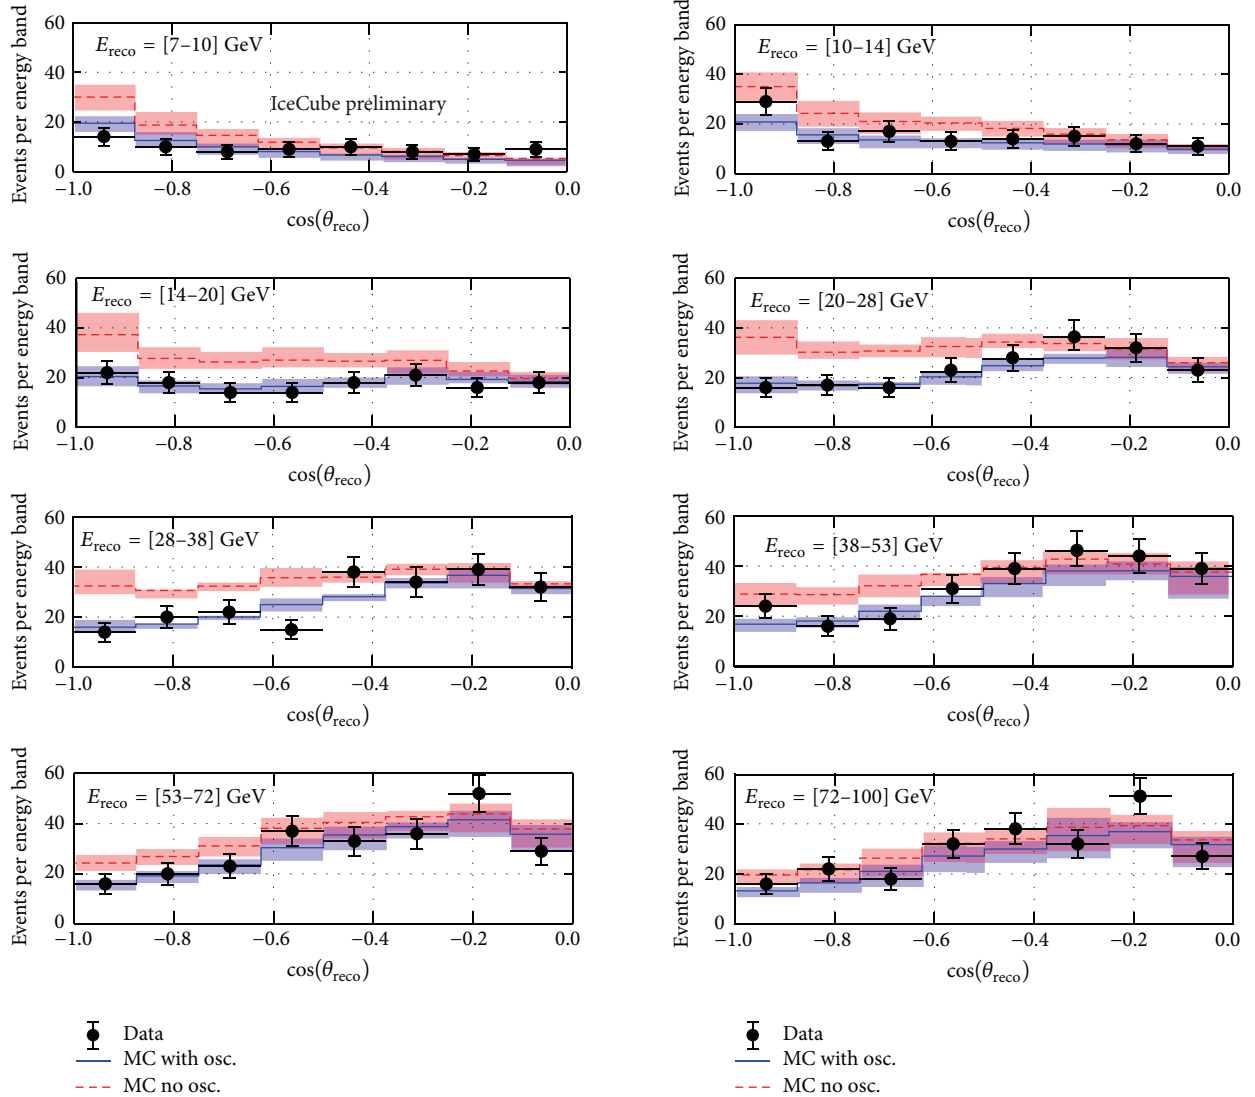 Events per energy band
60
40
20
0
E_reco = [7–10] GeV
IceCube preliminary
−1.0 −0.8 −0.6 −0.4 −0.2 0.0
cos(θ_reco)
Events per energy band
60
40
20
0
E_reco = [10–14] GeV
−1.0 −0.8 −0.6 −0.4 −0.2 0.0
cos(θ_reco)
Events per energy band
60
40
20
0
E_reco = [14–20] GeV
−1.0 −0.8 −0.6 −0.4 −0.2 0.0
cos(θ_reco)
Events per energy band
60
40
20
0
E_reco = [20–28] GeV
−1.0 −0.8 −0.6 −0.4 −0.2 0.0
cos(θ_reco)
Events per energy band
60
40
20
0
E_reco = [28–38] GeV
−1.0 −0.8 −0.6 −0.4 −0.2 0.0
cos(θ_reco)
Events per energy band
60
40
20
0
E_reco = [38–53] GeV
−1.0 −0.8 −0.6 −0.4 −0.2 0.0
cos(θ_reco)
Events per energy band
60
40
20
0
E_reco = [53–72] GeV
−1.0 −0.8 −0.6 −0.4 −0.2 0.0
cos(θ_reco)
Events per energy band
60
40
20
0
E_reco = [72–100] GeV
−1.0 −0.8 −0.6 −0.4 −0.2 0.0
cos(θ_reco)
Data
MC with osc.
MC no osc.
Data
MC with osc.
MC no osc.